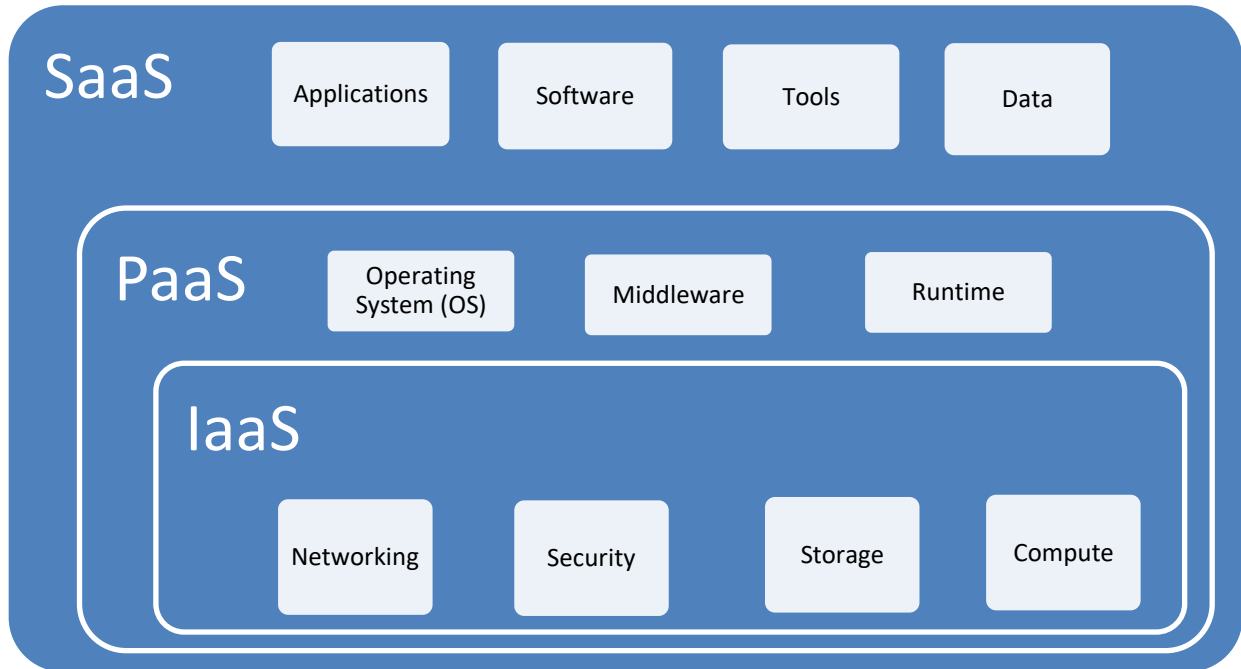 SaaS
Applications
Software
Tools
Data
PaaS
Operating
System (OS)
Middleware
Runtime
IaaS
Networking
Security
Storage
Compute